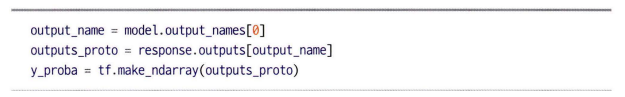 output_name = model.output_names[0]
outputs_proto = response.outputs[output_name]
y_proba = tf.make_ndarray(outputs_proto)